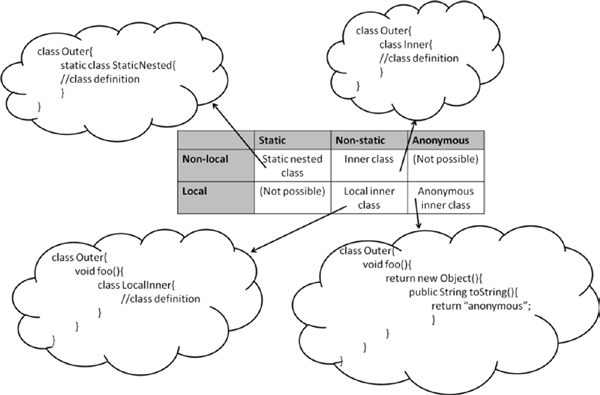 class Outer{
static class StaticNested{
//class definition
}
}
class Outer{
class Inner{
//class definition
}
}
Static Non-static Anonymous
Non-local Static nested class Inner class (Not possible)
Local (Not possible) Local inner class Anonymous inner class
class Outer{
void foo(){
class LocalInner{
//class definition
}
}
}
class Outer{
void foo(){
return new Object(){
public String toString(){
return “anonymous”;
}
}
}
}